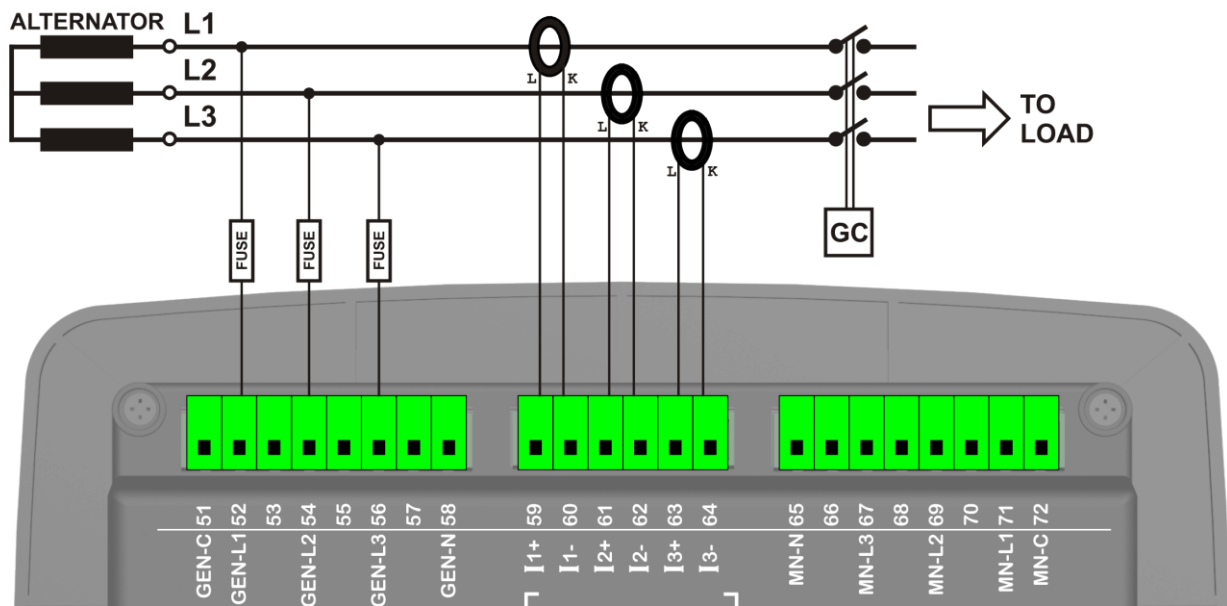 ALTERNATOR
L1
L2
L3
L K
L K
L K
TO
LOAD
FUSE
FUSE
FUSE
GC
GEN-C 51
GEN-L1 52
53
GEN-L2 54
55
GEN-L3 56
57
GEN-N 58
I1+ 59
I1- 60
I2+ 61
I2- 62
I3+ 63
I3- 64
MN-N 65
66
MN-L3 67
68
MN-L2 69
70
MN-L1 71
MN-C 72